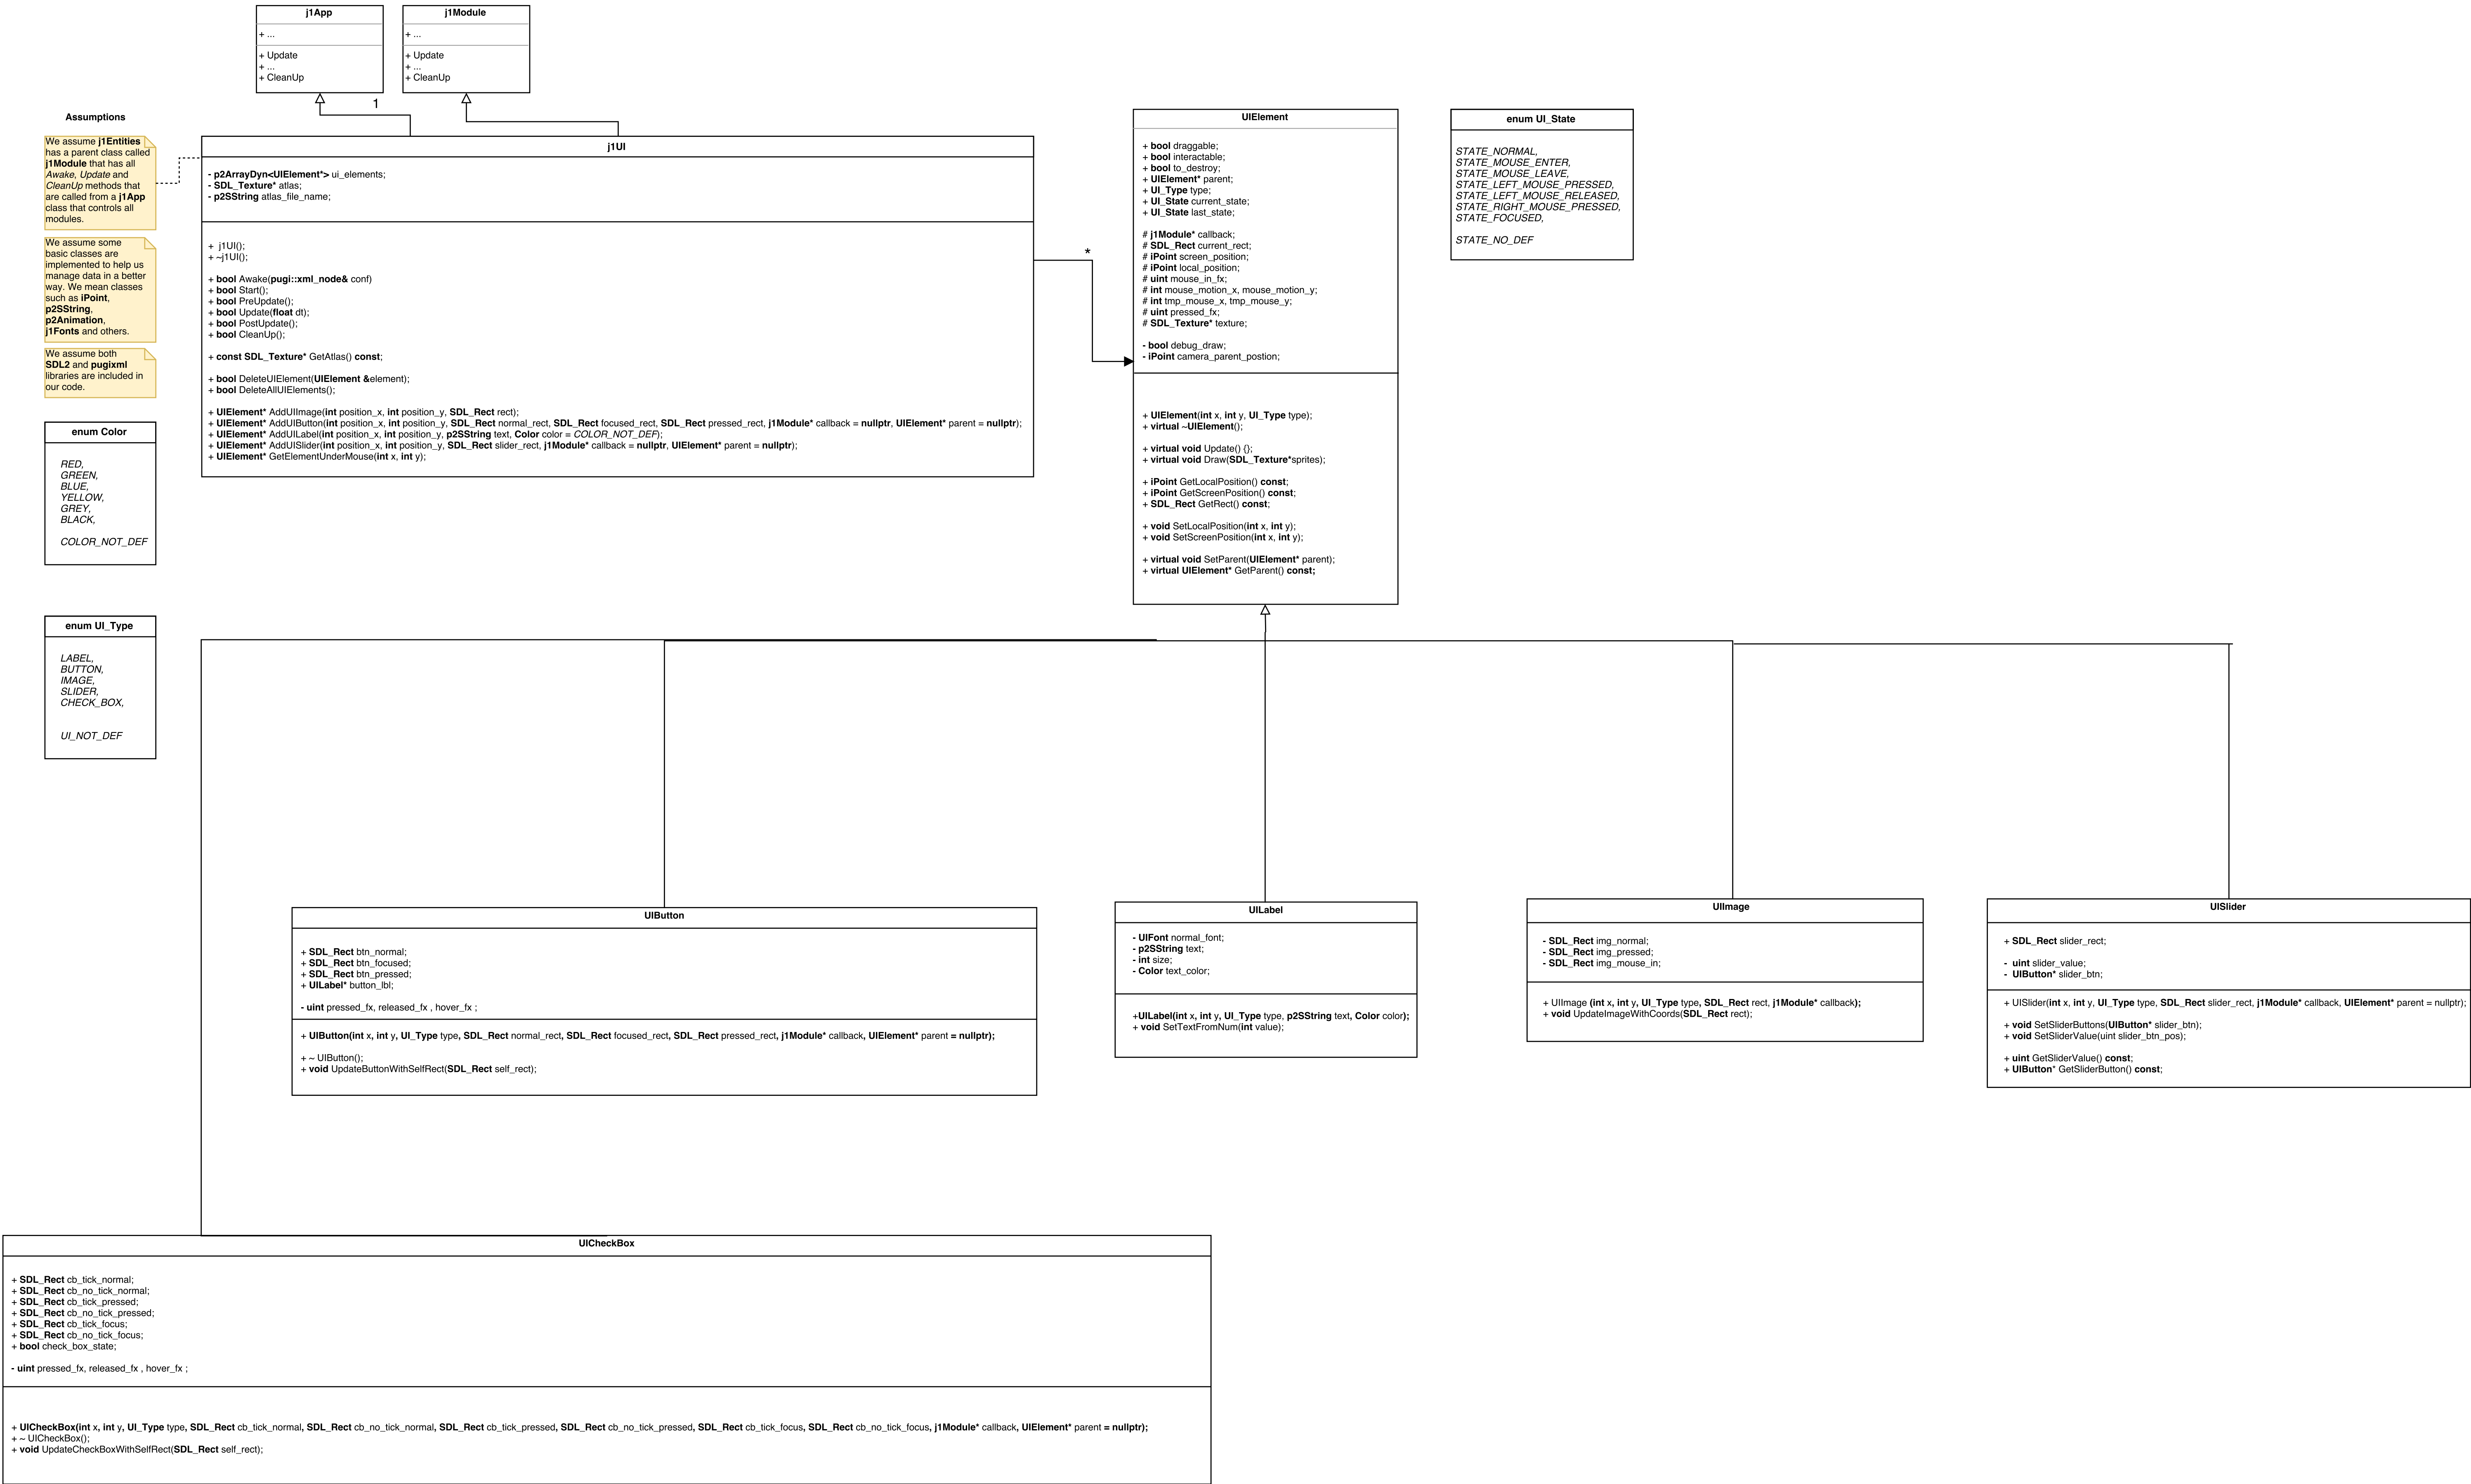 j1App
+ ...
+ Update
+ ...
+ CleanUp
j1Module
+ ...
+ Update
+ ...
+ CleanUp
1
Assumptions
We assume j1Entities
has a parent class called
j1Module that has all
Awake, Update and
CleanUp methods that
are called from a j1App
class that controls all
modules.
We assume some
basic classes are
implemented to help us
manage data in a better
way. We mean classes
such as iPoint,
p2SString,
p2Animation,
j1Fonts and others.
We assume both
SDL2 and pugixml
libraries are included in
our code.
j1UI
- p2ArrayDyn<UIElement*> ui_elements;
- SDL_Texture* atlas;
- p2SString atlas_file_name;
+ j1UI();
+ ~j1UI();
+ bool Awake(pugi::xml_node& conf)
+ bool Start();
+ bool PreUpdate();
+ bool Update(float dt);
+ bool PostUpdate();
+ bool CleanUp();
+ const SDL_Texture* GetAtlas() const;
+ bool DeleteUIElement(UIElement &element);
+ bool DeleteAllUIElements();
+ UIElement* AddUIImage(int position_x, int position_y, SDL_Rect rect);
+ UIElement* AddUIButton(int position_x, int position_y, SDL_Rect normal_rect, SDL_Rect focused_rect, SDL_Rect pressed_rect, j1Module* callback = nullptr, UIElement* parent = nullptr);
+ UIElement* AddUILabel(int position_x, int position_y, p2SString text, Color color = COLOR_NOT_DEF);
+ UIElement* AddUISlider(int position_x, int position_y, SDL_Rect slider_rect, j1Module* callback = nullptr, UIElement* parent = nullptr);
+ UIElement* GetElementUnderMouse(int x, int y);
*
UIElement
+ bool draggable;
+ bool interactable;
+ bool to_destroy;
+ UIElement* parent;
+ UI_Type type;
+ UI_State current_state;
+ UI_State last_state;
# j1Module* callback;
# SDL_Rect current_rect;
# iPoint screen_position;
# iPoint local_position;
# uint mouse_in_fx;
# int mouse_motion_x, mouse_motion_y;
# int tmp_mouse_x, tmp_mouse_y;
# uint pressed_fx;
# SDL_Texture* texture;
- bool debug_draw;
- iPoint camera_parent_postion;
+ UIElement(int x, int y, UI_Type type);
+ virtual ~UIElement();
+ virtual void Update() {};
+ virtual void Draw(SDL_Texture*sprites);
+ iPoint GetLocalPosition() const;
+ iPoint GetScreenPosition() const;
+ SDL_Rect GetRect() const;
+ void SetLocalPosition(int x, int y);
+ void SetScreenPosition(int x, int y);
+ virtual void SetParent(UIElement* parent);
+ virtual UIElement* GetParent() const;
enum UI_State
STATE_NORMAL,
STATE_MOUSE_ENTER,
STATE_MOUSE_LEAVE,
STATE_LEFT_MOUSE_PRESSED,
STATE_LEFT_MOUSE_RELEASED,
STATE_RIGHT_MOUSE_PRESSED,
STATE_FOCUSED,
STATE_NO_DEF
enum Color
RED,
GREEN,
BLUE,
YELLOW,
GREY,
BLACK,
COLOR_NOT_DEF
enum UI_Type
LABEL,
BUTTON,
IMAGE,
SLIDER,
CHECK_BOX,
UI_NOT_DEF
UIButton
+ SDL_Rect btn_normal;
+ SDL_Rect btn_focused;
+ SDL_Rect btn_pressed;
+ UILabel* button_lbl;
- uint pressed_fx, released_fx , hover_fx ;
+ UIButton(int x, int y, UI_Type type, SDL_Rect normal_rect, SDL_Rect focused_rect, SDL_Rect pressed_rect, j1Module* callback, UIElement* parent = nullptr);
+ ~ UIButton();
+ void UpdateButtonWithSelfRect(SDL_Rect self_rect);
UILabel
- UIFont normal_font;
- p2SString text;
- int size;
- Color text_color;
+UILabel(int x, int y, UI_Type type, p2SString text, Color color);
+ void SetTextFromNum(int value);
UIImage
- SDL_Rect img_normal;
- SDL_Rect img_pressed;
- SDL_Rect img_mouse_in;
+ UIImage (int x, int y, UI_Type type, SDL_Rect rect, j1Module* callback);
+ void UpdateImageWithCoords(SDL_Rect rect);
UISlider
+ SDL_Rect slider_rect;
- uint slider_value;
- UIButton* slider_btn;
+ UISlider(int x, int y, UI_Type type, SDL_Rect slider_rect, j1Module* callback, UIElement* parent = nullptr);
+ void SetSliderButtons(UIButton* slider_btn);
+ void SetSliderValue(uint slider_btn_pos);
+ uint GetSliderValue() const;
+ UIButton* GetSliderButton() const;
UICheckBox
+ SDL_Rect cb_tick_normal;
+ SDL_Rect cb_no_tick_normal;
+ SDL_Rect cb_tick_pressed;
+ SDL_Rect cb_no_tick_pressed;
+ SDL_Rect cb_tick_focus;
+ SDL_Rect cb_no_tick_focus;
+ bool check_box_state;
- uint pressed_fx, released_fx , hover_fx ;
+ UICheckBox(int x, int y, UI_Type type, SDL_Rect cb_tick_normal, SDL_Rect cb_no_tick_normal, SDL_Rect cb_tick_pressed, SDL_Rect cb_no_tick_pressed, SDL_Rect cb_tick_focus, SDL_Rect cb_no_tick_focus, j1Module* callback, UIElement* parent = nullptr);
+ ~ UICheckBox();
+ void UpdateCheckBoxWithSelfRect(SDL_Rect self_rect);